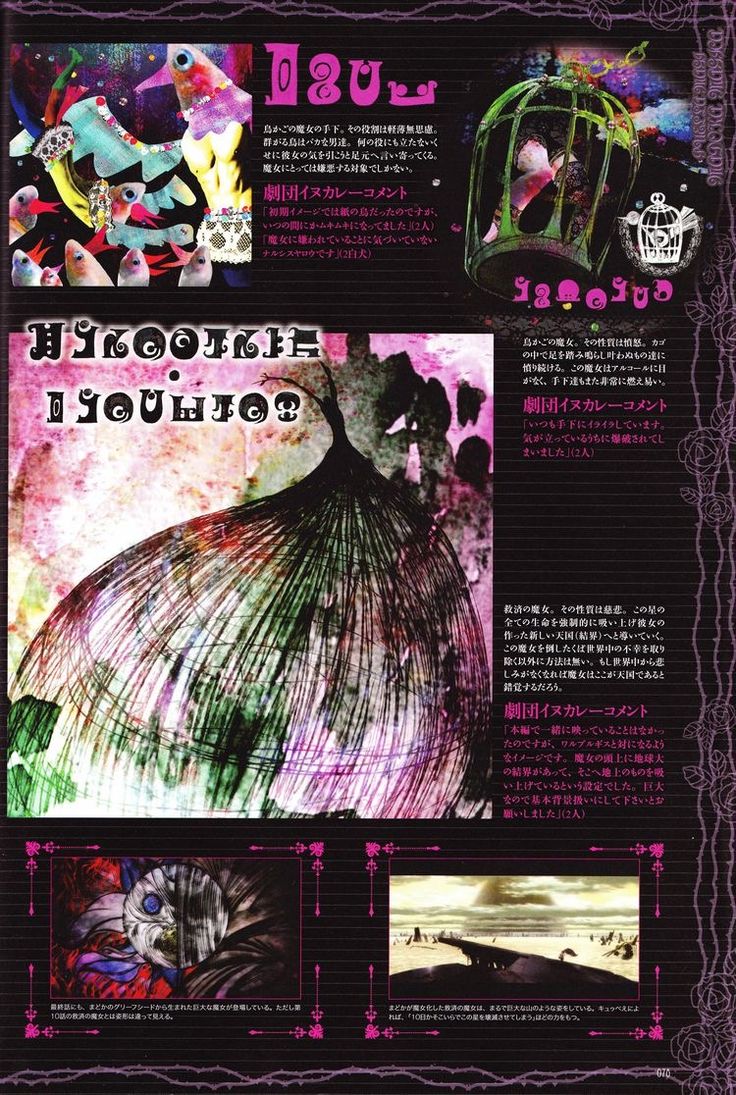 鳥かごの魔女の手下。その役割は軽薄無思慮。
群がる鳥はバカな男達。何の役にも立たないく
せに彼女の気を引こうと足元へ言い寄ってくる。
魔女にとっては嫌悪する対象でしかない。
劇団イヌカレーコメント
「初期イメージでは紙の鳥だったのですが、
いつの間にかムキムキになってました」(2人)
「魔女に嫌われていることに気づいていない
ナルシスヤロウです」(2白犬)
鳥かごの魔女。その性質は憤怒。カゴ
の中で足を踏み鳴らし叶わぬもの達に
憤り続ける。この魔女はアルコールに目
がなく、手下達もまた非常に燃え易い。
劇団イヌカレーコメント
「いつも手下にイライラしています。
気が立っているうちに爆破されてし
まいました」(2人)
救済の魔女。その性質は慈悲。この星の
全ての生命を強制的に吸い上げ彼女の
作った新しい天国(結界)へと導いていく。
この魔女を倒したくば世界中の不幸を取り
除く以外に方法は無い。もし世界中から悲
しみがなくなれば魔女はここが天国であると
錯覚するだろう。
劇団イヌカレーコメント
「本編で一緒に映っていることはなかっ
たのですが、ワルプルギスと対になるよう
なイメージです。魔女の頭上に地球大
の結界があって、そこへ地上のものを吸
い上げているという設定でした。巨大
なので基本背景扱いにして下さいとお
願いしました」(2人)
最終話にも、まどかのグリーフシードから生まれた巨大な魔女が登場している。ただし第
10話の救済の魔女とは姿形は違って見える。
まどかが魔女化した救済の魔女は、まるで巨大な山のような姿をしている。キュゥべえによ
れば、「10日かそこいらでこの星を壊滅させてしまう」ほどの力をもつ。
070